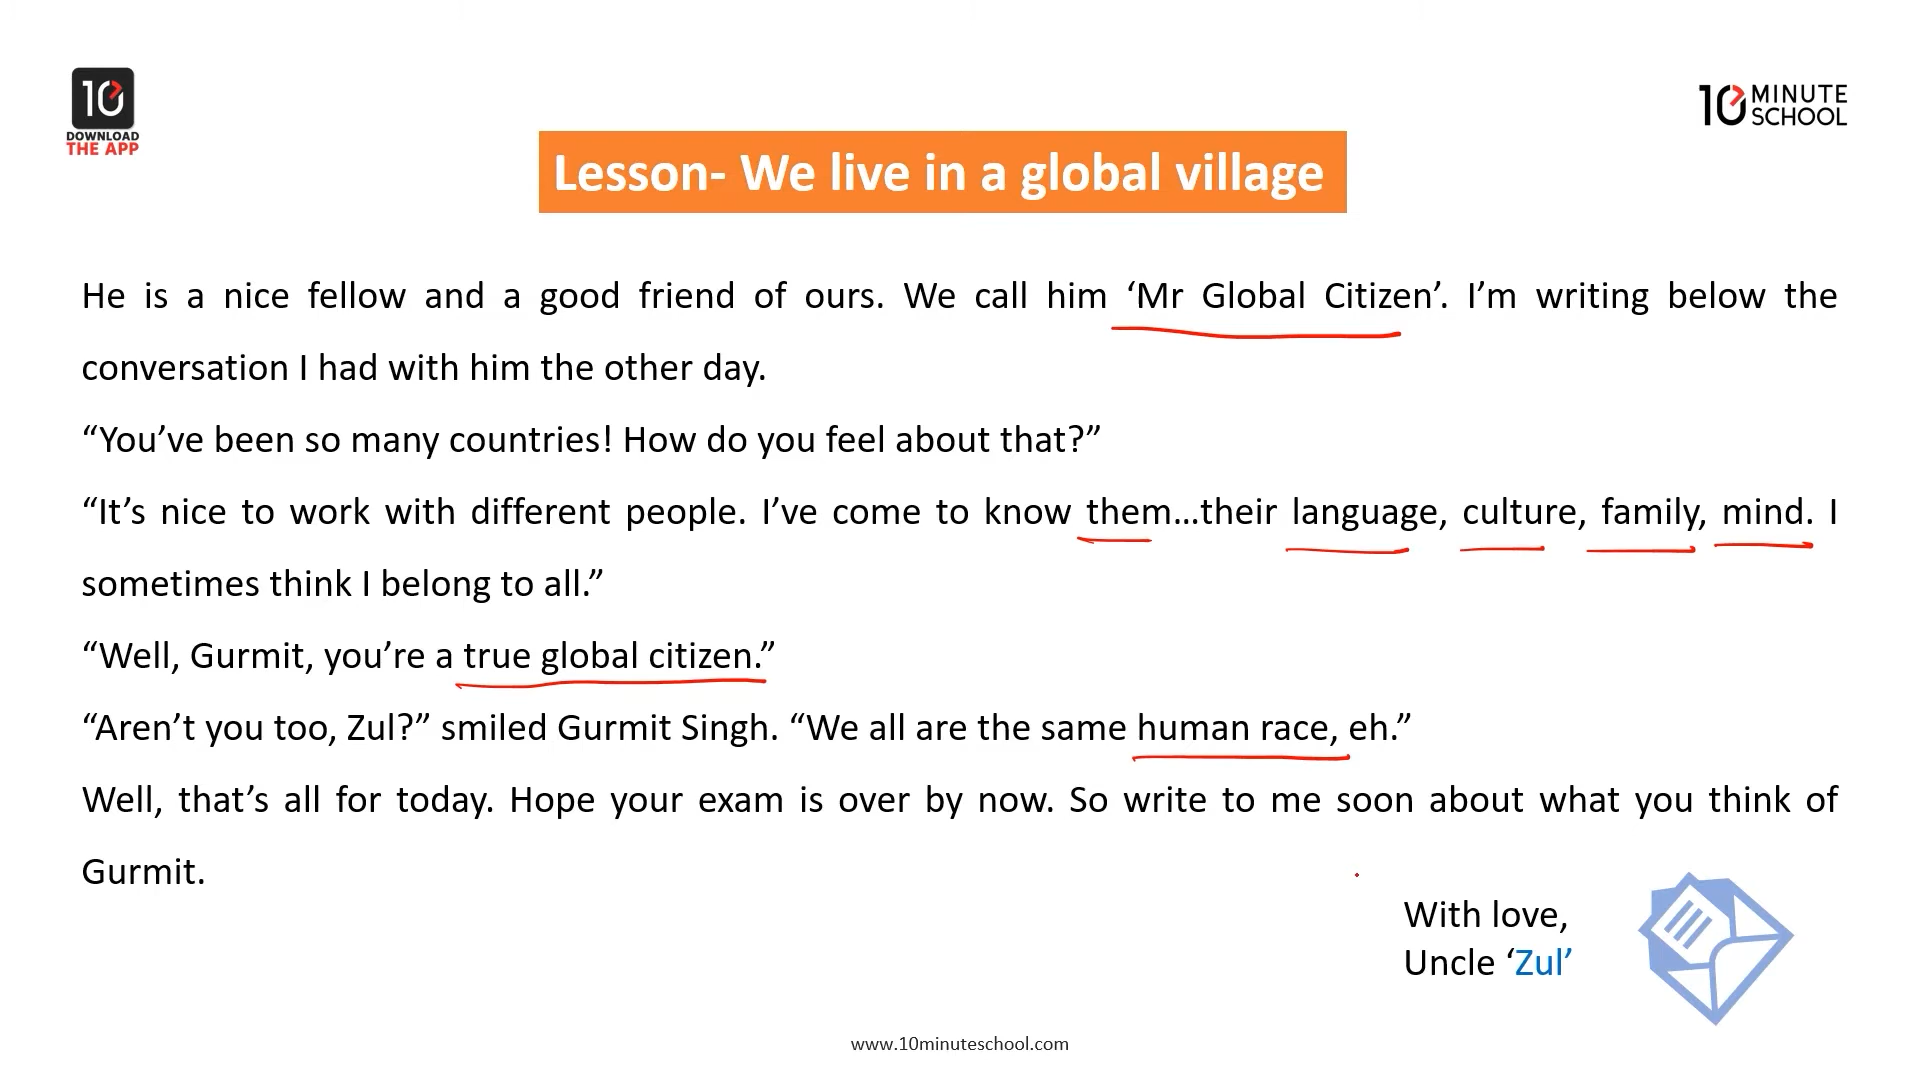 10
DOWNLOAD
THE APP
10 MINUTE
SCHOOL
Lesson- We live in a global village
He is a nice fellow and a good friend of ours. We call him ‘Mr Global Citizen’. I’m writing below the
conversation I had with him the other day.
“You’ve been so many countries! How do you feel about that?”
“It’s nice to work with different people. I’ve come to know them…their language, culture, family, mind. I
sometimes think I belong to all.”
“Well, Gurmit, you’re a true global citizen.”
“Aren’t you too, Zul?” smiled Gurmit Singh. “We all are the same human race, eh.”
Well, that’s all for today. Hope your exam is over by now. So write to me soon about what you think of
Gurmit.
With love,
Uncle ‘Zul’
www.10minuteschool.com